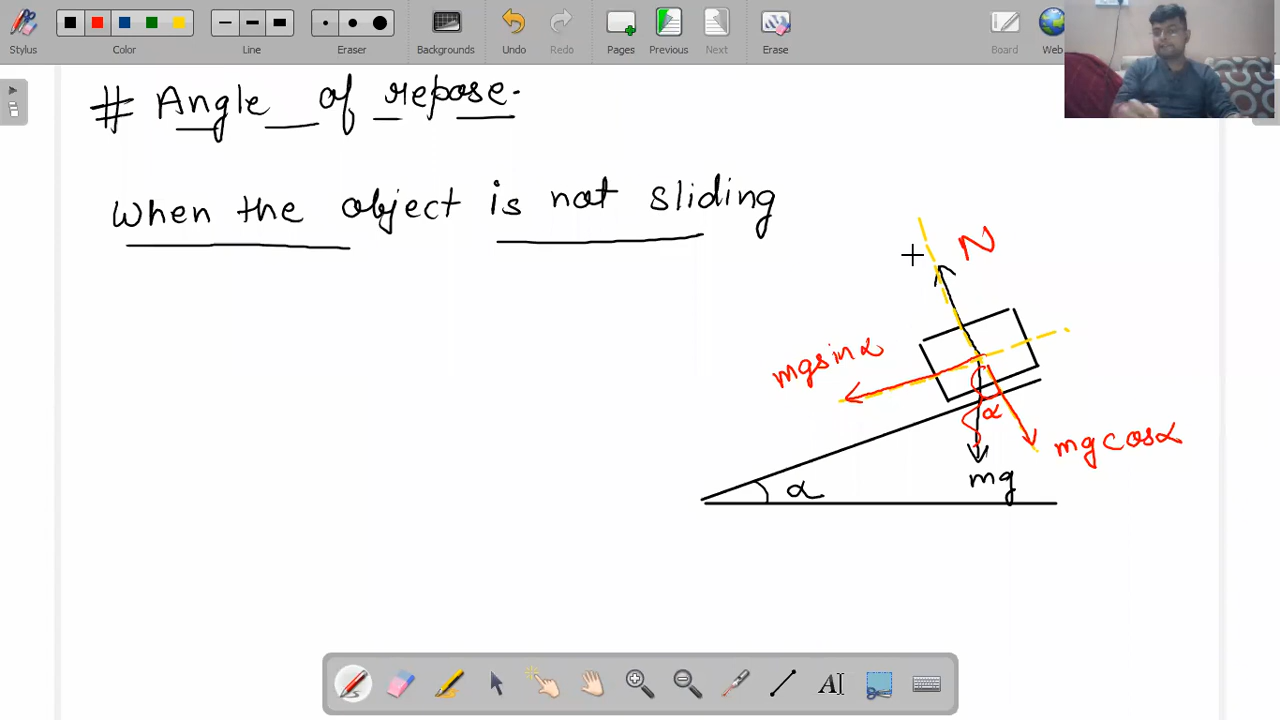 Stylus Color Line Eraser Backgrounds Undo Redo Pages Previous Next Erase Board Web
# Angle of repose.
When the object is not sliding
N
mgsinα
α
mgcosα
mg
α